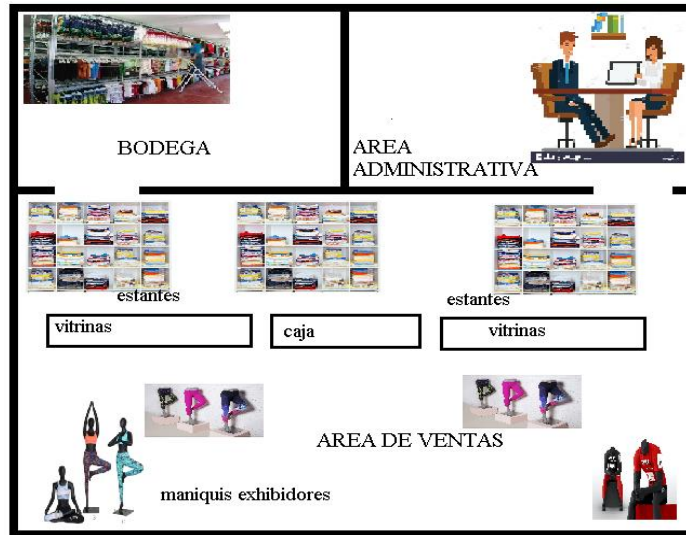 BODEGA
AREA
ADMINISTRATIVA
estantes
estantes
vitrinas
caja
vitrinas
AREA DE VENTAS
maniquis exhibidores